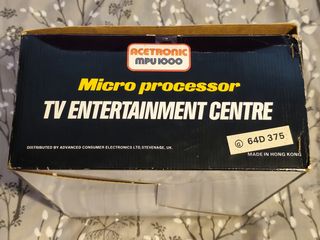 ACETRONIC
MPU 1000
Micro processor
TV ENTERTAINMENT CENTRE
© 64D 375
DISTRIBUTED BY ADVANCED CONSUMER ELECTRONICS LTD, STEVENAGE, UK.
MADE IN HONG KONG